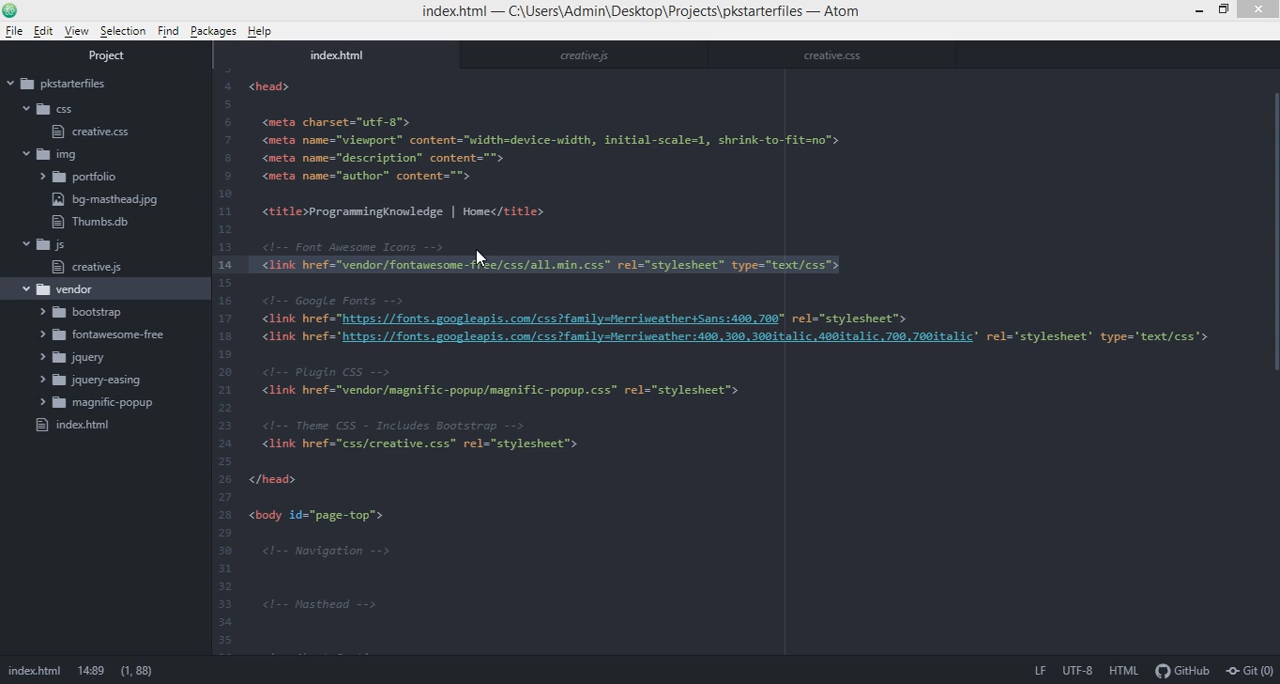 index.html — C:\Users\Admin\Desktop\Projects\pkstarterfiles — Atom
File Edit View Selection Find Packages Help
Project
index.html
creative.js
creative.css
pkstarterfiles
css
creative.css
img
portfolio
bg-masthead.jpg
Thumbs.db
js
creative.js
vendor
bootstrap
fontawesome-free
jquery
jquery-easing
magnific-popup
index.html
3
4 <head>
5
6 <meta charset="utf-8">
7 <meta name="viewport" content="width=device-width, initial-scale=1, shrink-to-fit=no">
8 <meta name="description" content="">
9 <meta name="author" content="">
10
11 <title>ProgrammingKnowledge | Home</title>
12
13 <!-- Font Awesome Icons -->
14 <link href="vendor/fontawesome-free/css/all.min.css" rel="stylesheet" type="text/css">
15
16 <!-- Google Fonts -->
17 <link href="https://fonts.googleapis.com/css?family=Merriweather+Sans:400,700" rel="stylesheet">
18 <link href='https://fonts.googleapis.com/css?family=Merriweather:400,300,300italic,400italic,700,700italic' rel='stylesheet' type='text/css'>
19
20 <!-- Plugin CSS -->
21 <link href="vendor/magnific-popup/magnific-popup.css" rel="stylesheet">
22
23 <!-- Theme CSS - Includes Bootstrap -->
24 <link href="css/creative.css" rel="stylesheet">
25
26 </head>
27
28 <body id="page-top">
29
30 <!-- Navigation -->
31
32
33 <!-- Masthead -->
34
35
index.html 14:89 (1, 88)
LF UTF-8 HTML GitHub Git (0)